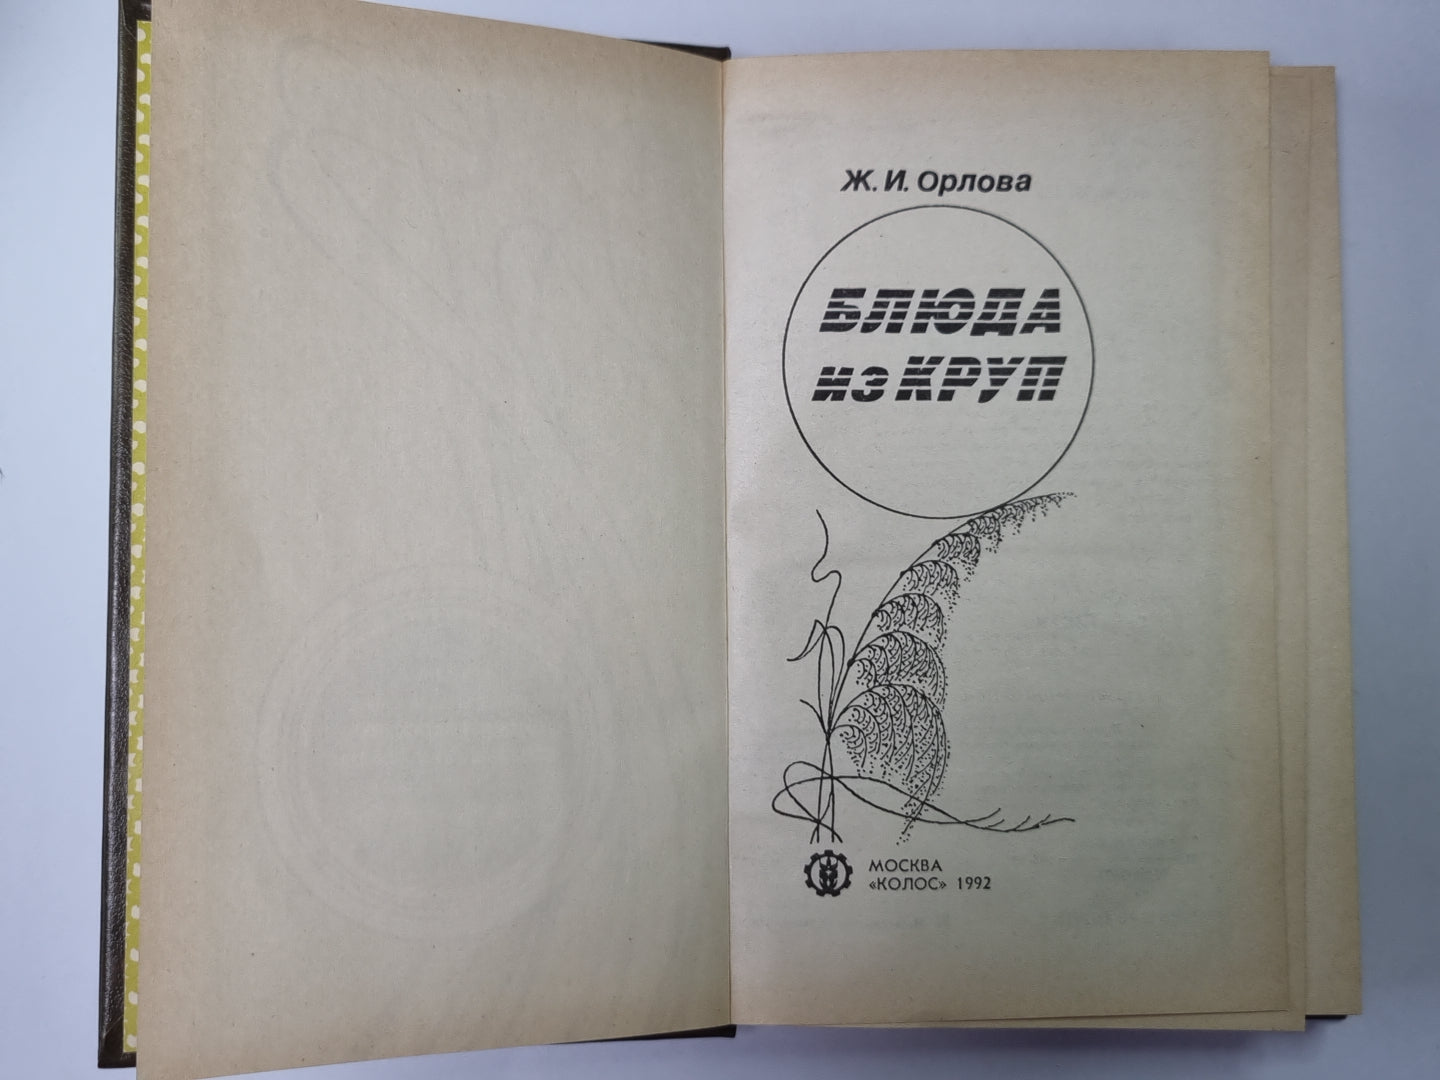 Ж. И. Орлова
БЛЮДА
из КРУП
МОСКВА
«КОЛОС» 1992